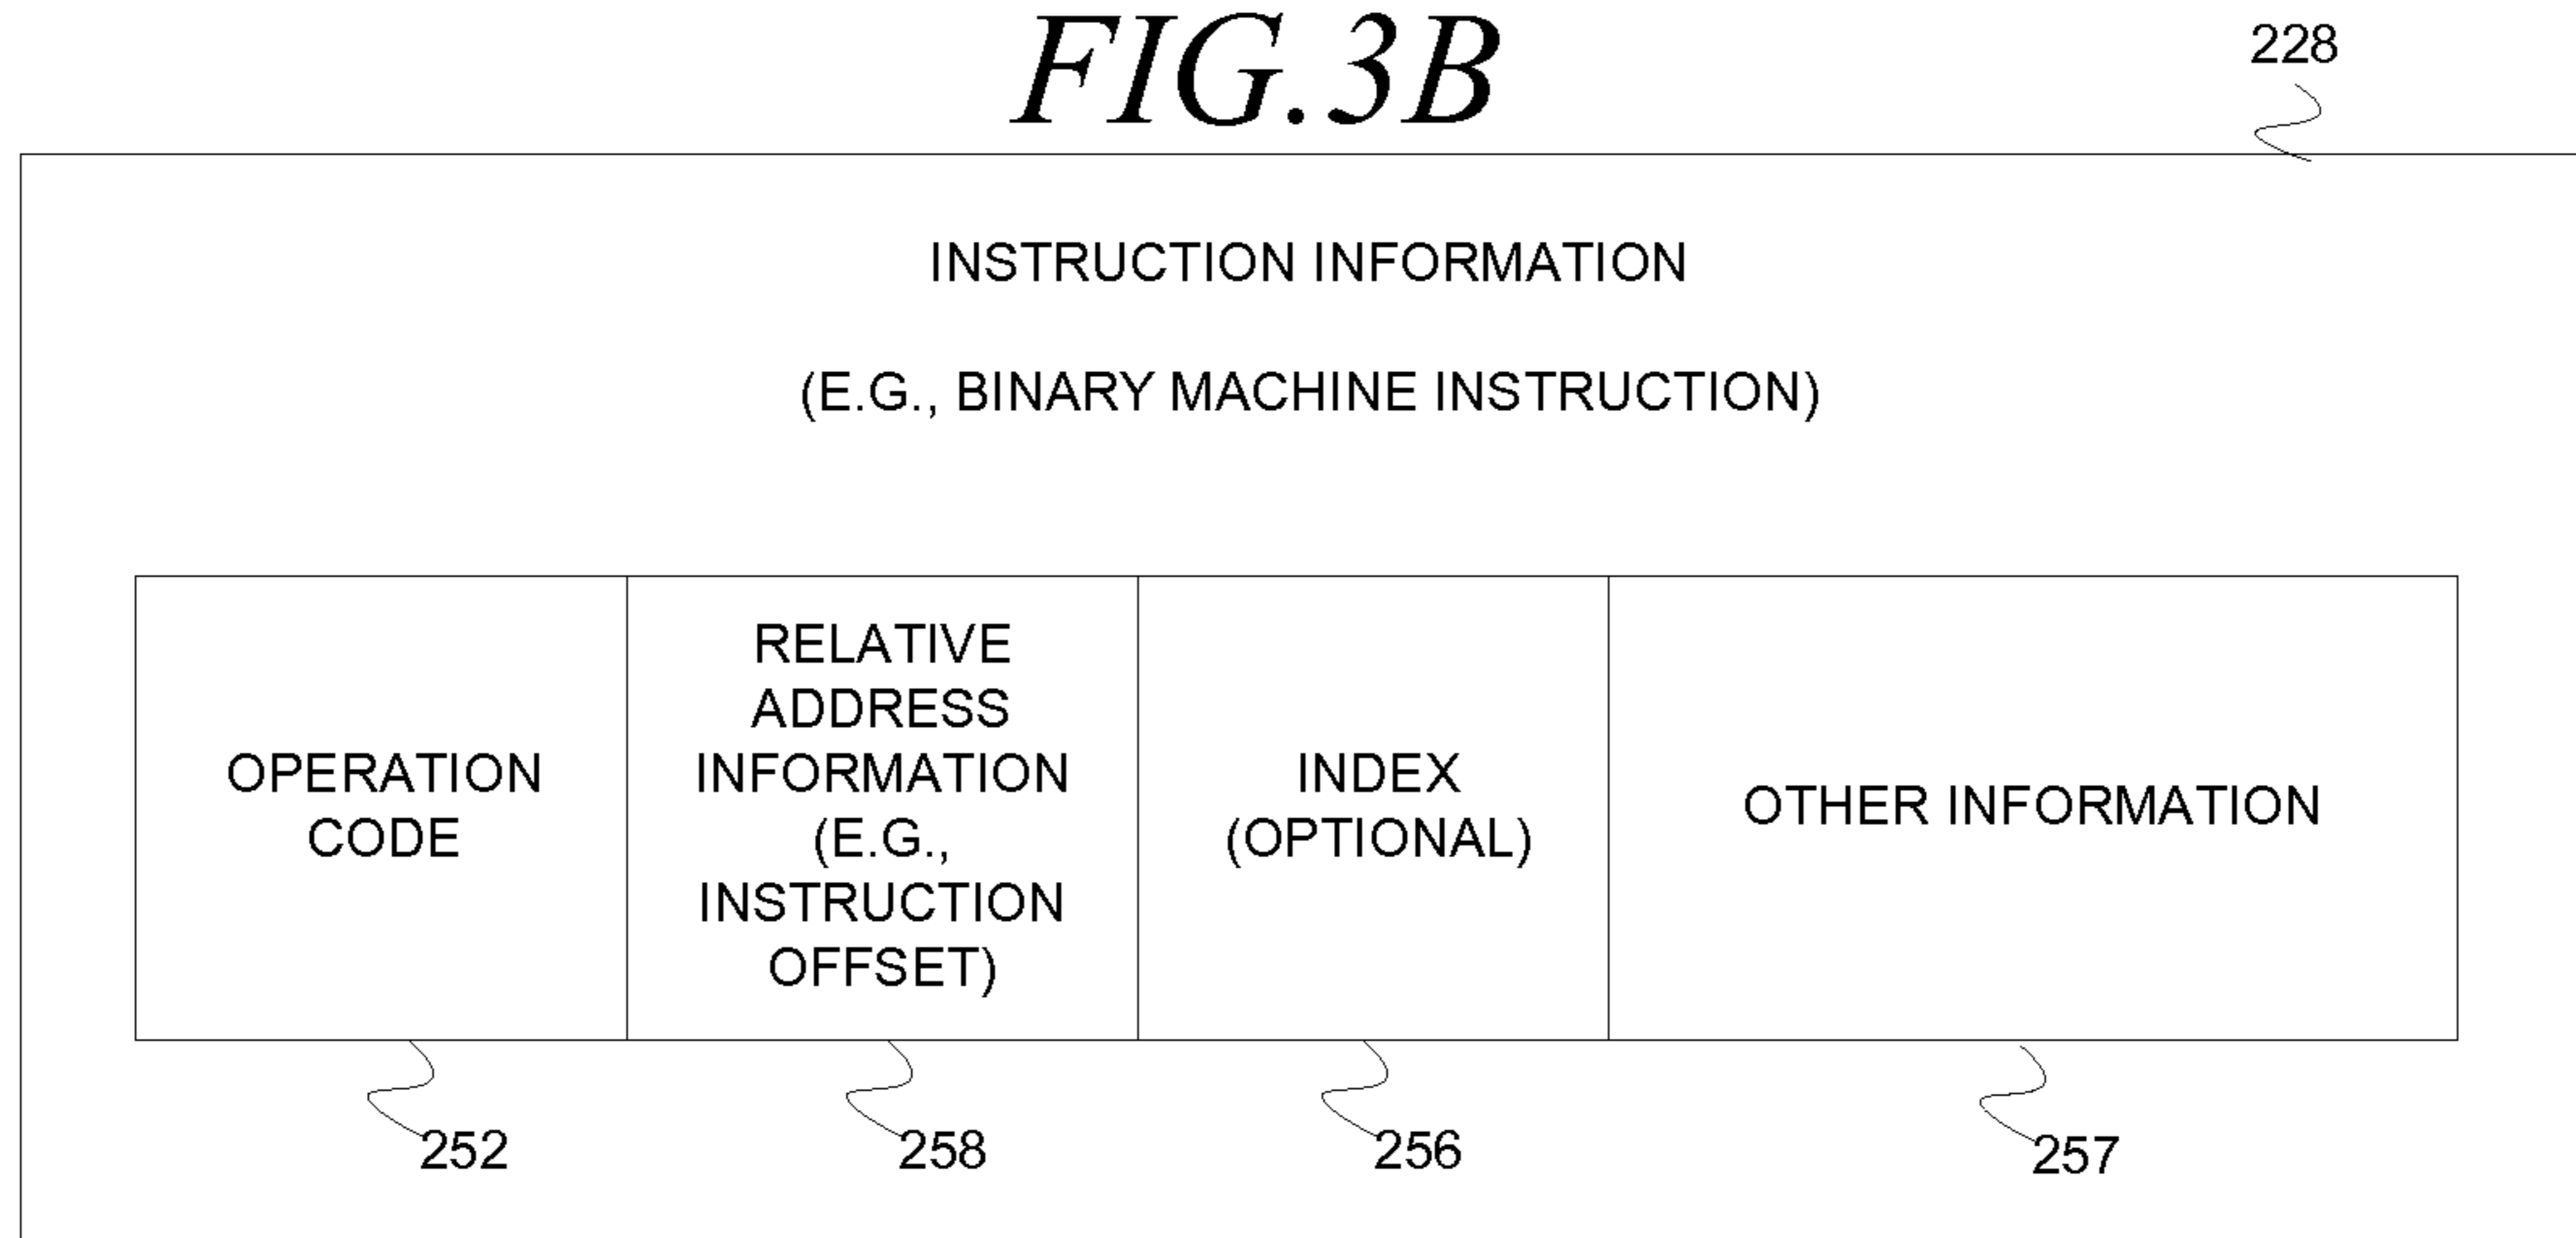 FIG.3B
228
INSTRUCTION INFORMATION
(E.G., BINARY MACHINE INSTRUCTION)
OPERATION
CODE
RELATIVE
ADDRESS
INFORMATION
(E.G.,
INSTRUCTION
OFFSET)
INDEX
(OPTIONAL)
OTHER INFORMATION
252
258
256
257